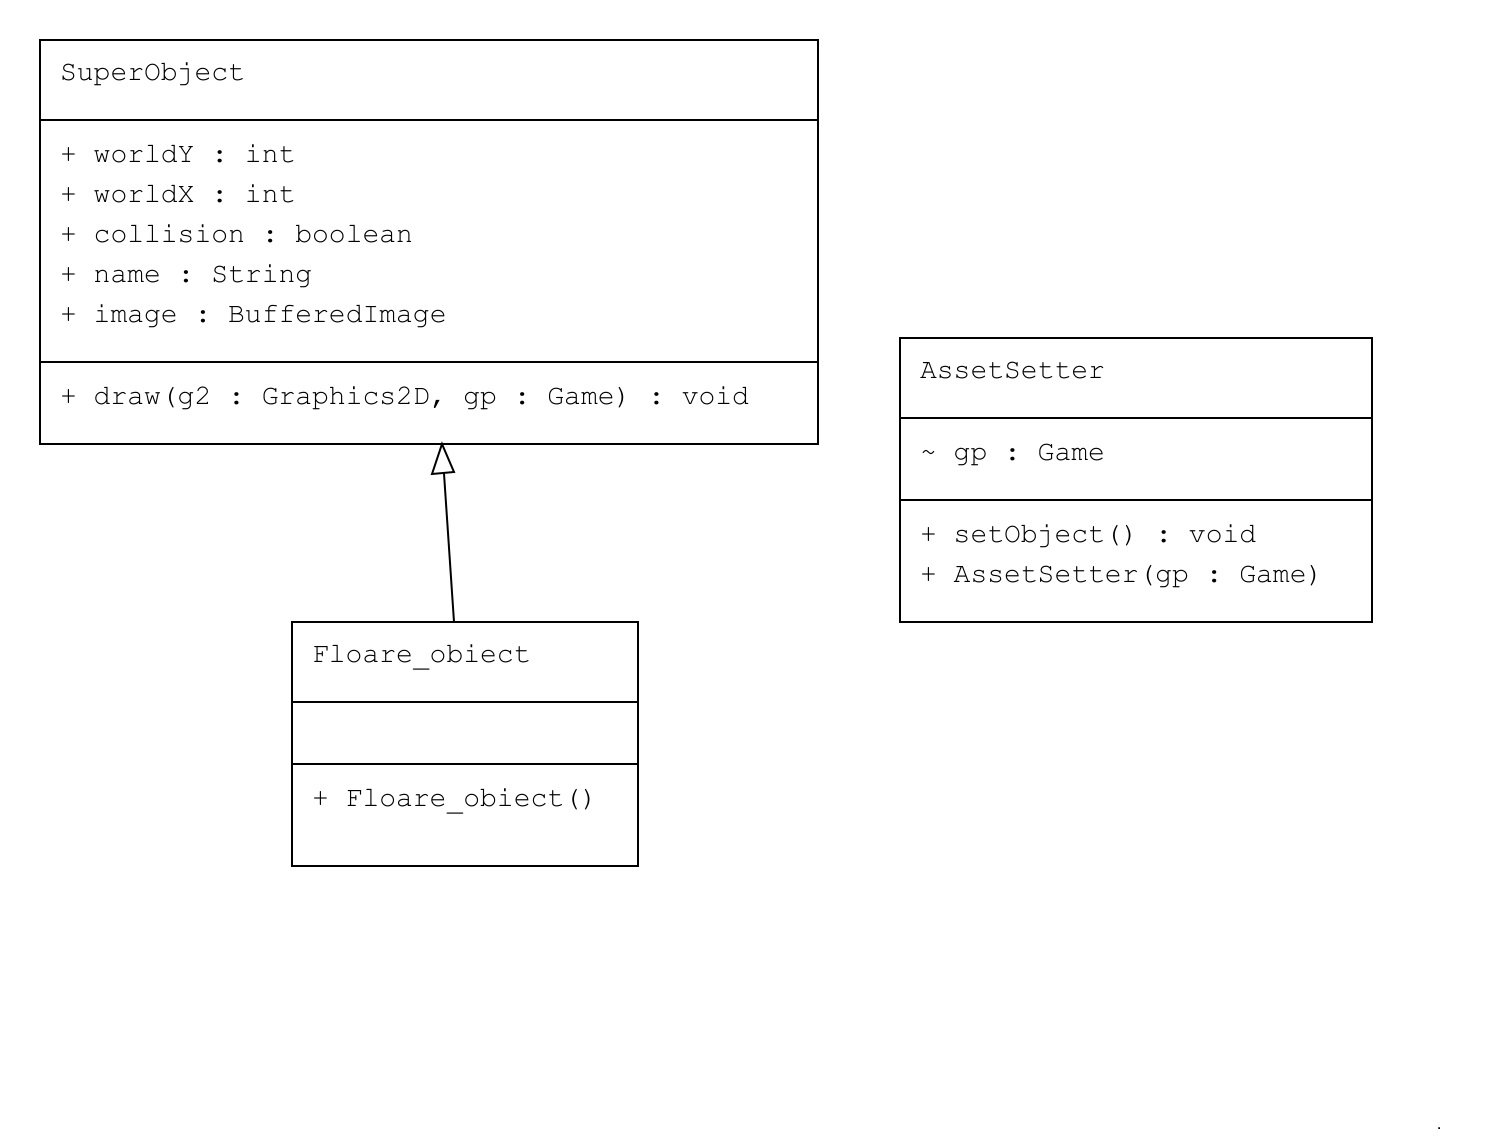 SuperObject
+ worldY : int
+ worldX : int
+ collision : boolean
+ name : String
+ image : BufferedImage
+ draw(g2 : Graphics2D, gp : Game) : void
AssetSetter
~ gp : Game
+ setObject() : void
+ AssetSetter(gp : Game)
Floare_obiect
+ Floare_obiect()